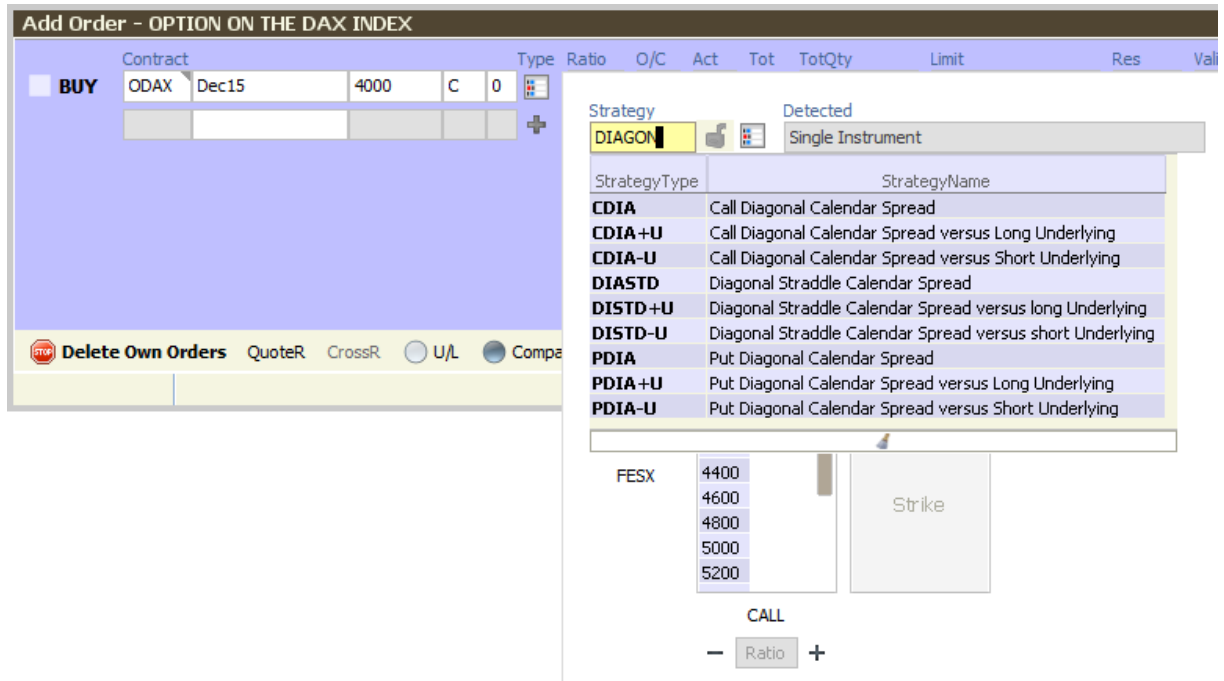 Add Order - OPTION ON THE DAX INDEX
Contract Type Ratio O/C Act Tot TotQty Limit Res Vali
BUY ODAX Dec15 4000 C 0
Strategy Detected
DIAGON Single Instrument
StrategyType StrategyName
CDIA Call Diagonal Calendar Spread
CDIA+U Call Diagonal Calendar Spread versus Long Underlying
CDIA-U Call Diagonal Calendar Spread versus Short Underlying
DIASTD Diagonal Straddle Calendar Spread
DISTD+U Diagonal Straddle Calendar Spread versus long Underlying
DISTD-U Diagonal Straddle Calendar Spread versus short Underlying
PDIA Put Diagonal Calendar Spread
PDIA+U Put Diagonal Calendar Spread versus Long Underlying
PDIA-U Put Diagonal Calendar Spread versus Short Underlying
STOP Delete Own Orders QuoteR CrossR U/L Compa
FESX
4400
4600
4800
5000
5200
Strike
CALL
- Ratio +